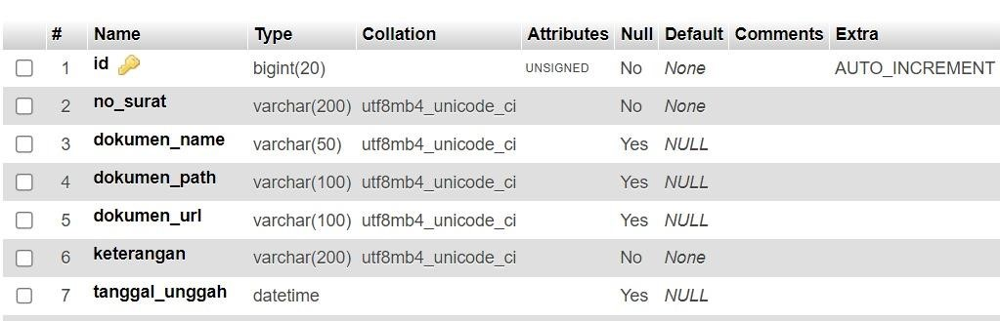 # Name Type Collation Attributes Null Default Comments Extra
1 id bigint(20) UNSIGNED No None AUTO_INCREMENT
2 no_surat varchar(200) utf8mb4_unicode_ci No None
3 dokumen_name varchar(50) utf8mb4_unicode_ci Yes NULL
4 dokumen_path varchar(100) utf8mb4_unicode_ci Yes NULL
5 dokumen_url varchar(100) utf8mb4_unicode_ci Yes NULL
6 keterangan varchar(200) utf8mb4_unicode_ci No None
7 tanggal_unggah datetime Yes NULL